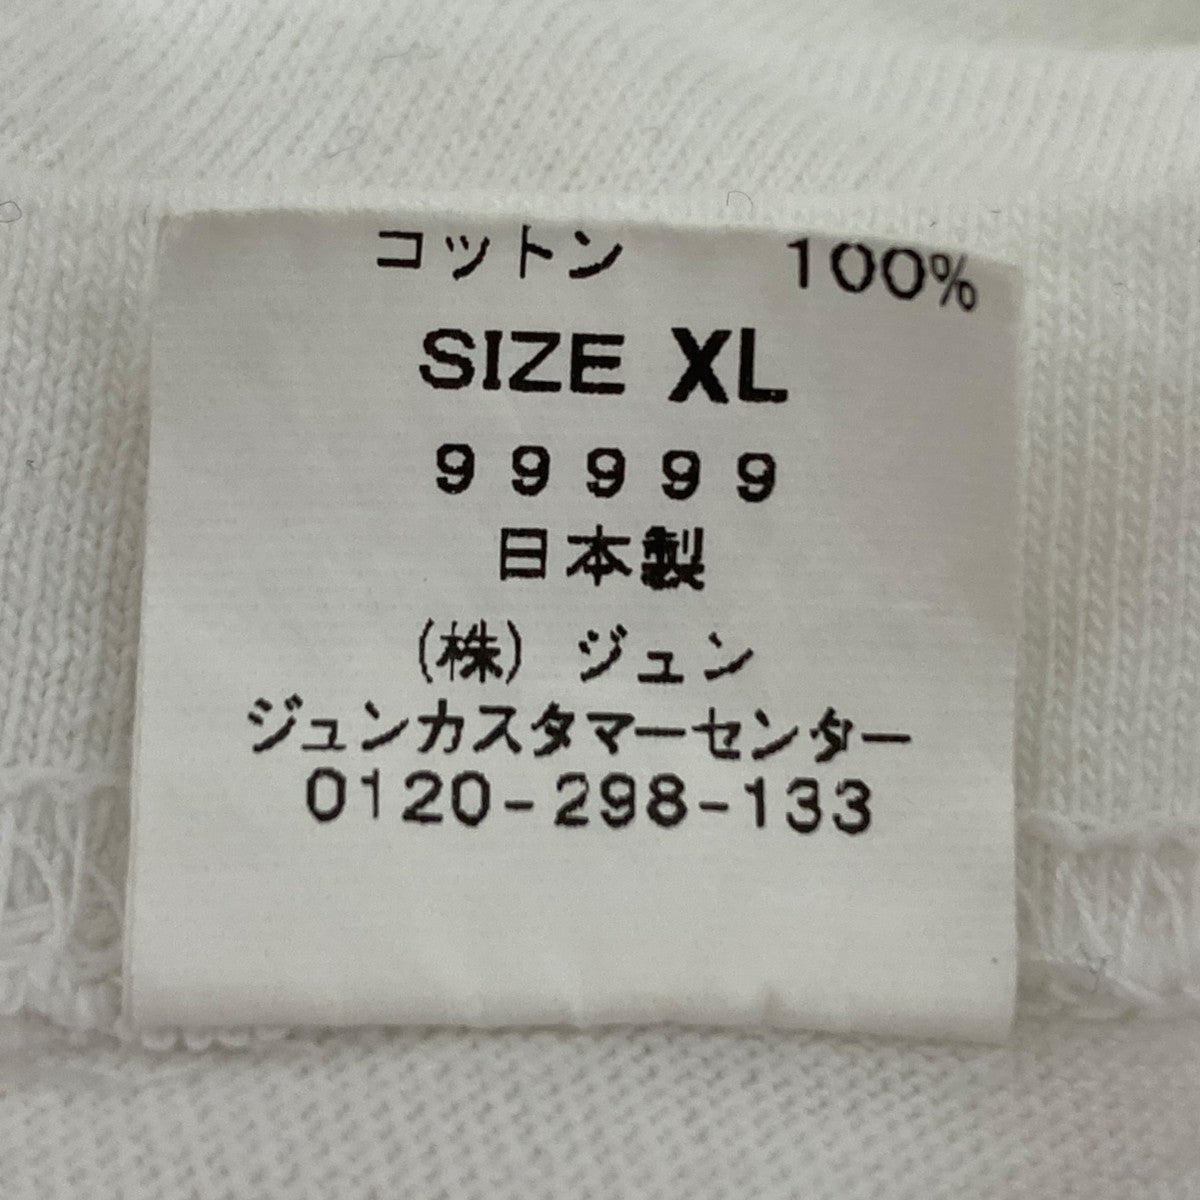 コットン 100%
SIZE XL
99999
日本製
(株) ジュン
ジュンカスタマーセンター
0120-298-133